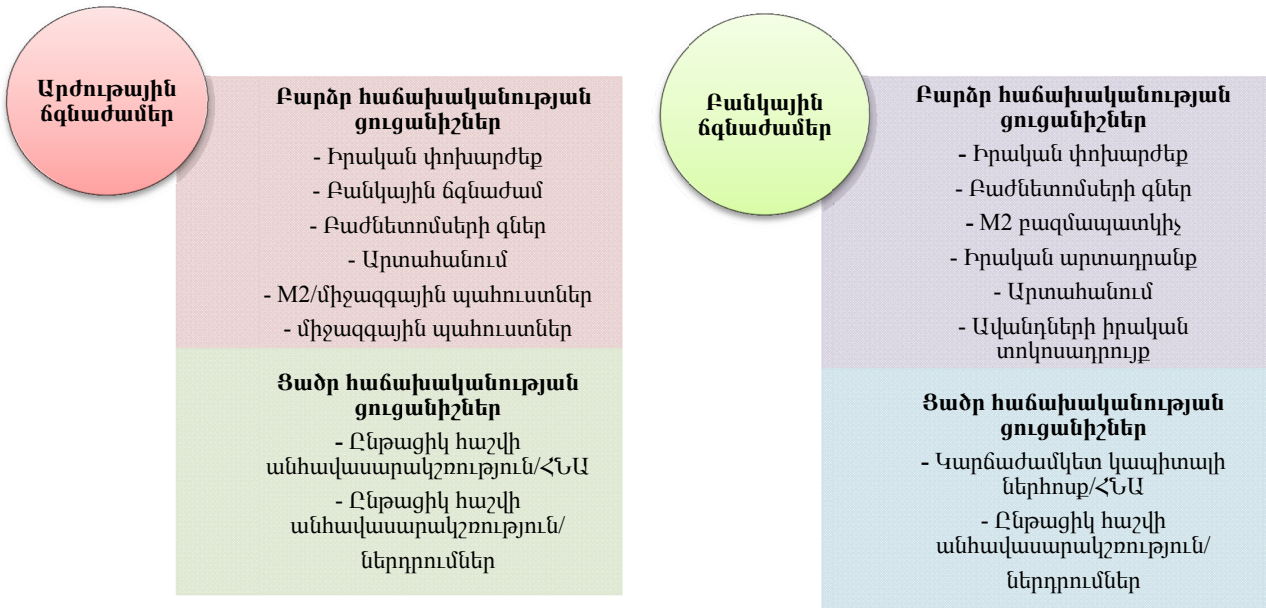 Արժութային
ճգնաժամեր
Բարձր հաճախականության
ցուցանիշներ
- Իրական փոխարժեք
- Բանկային ճգնաժամ
- Բաժնետոմսերի գներ
- Արտահանում
- M2/միջազգային պահուստներ
- միջազգային պահուստներ
Ցածր հաճախականության
ցուցանիշներ
- Ընթացիկ հաշվի
անհավասարակշռություն/ՀՆԱ
- Ընթացիկ հաշվի
անհավասարակշռություն/
ներդրումներ
Բանկային
ճգնաժամեր
Բարձր հաճախականության
ցուցանիշներ
- Իրական փոխարժեք
- Բաժնետոմսերի գներ
- M2 բազմապատկիչ
- Իրական արտադրանք
- Արտահանում
- Ավանդների իրական
տոկոսադրույք
Ցածր հաճախականության
ցուցանիշներ
- Կարճաժամկետ կապիտալի
ներհոսք/ՀՆԱ
- Ընթացիկ հաշվի
անհավասարակշռություն/
ներդրումներ